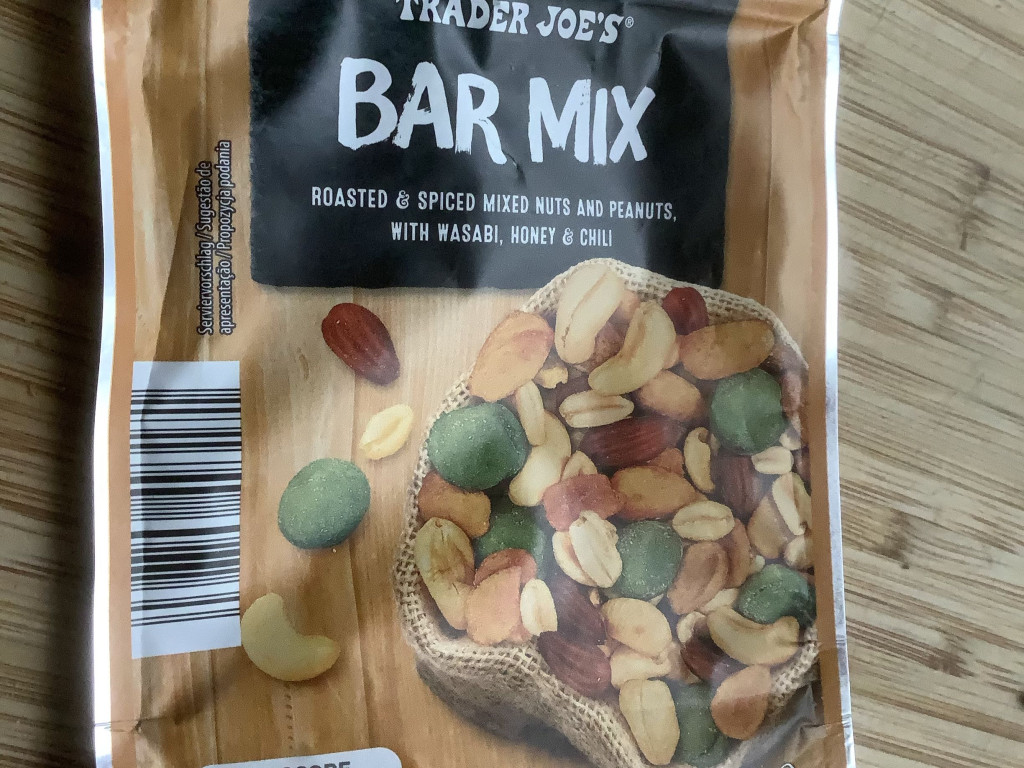 TRADER JOE'S®
BAR MIX
ROASTED & SPICED MIXED NUTS AND PEANUTS,
WITH WASABI, HONEY & CHILI
Serviervorschlag/Sugestão de
apresentação/Propozycja podania